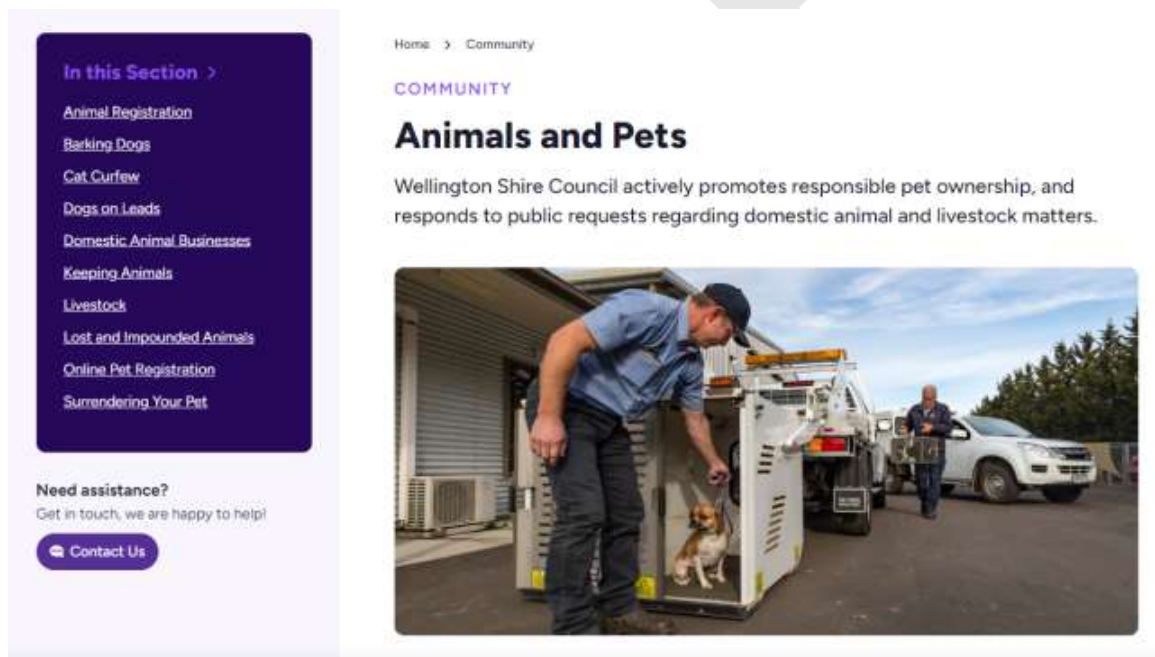 In this Section >
Animal Registration
Barking Dogs
Cat Curfew
Dogs on Leads
Domestic Animal Businesses
Keeping Animals
Livestock
Lost and Impounded Animals
Online Pet Registration
Surrendering Your Pet
Need assistance?
Get in touch, we are happy to help!
Contact Us
Home > Community
COMMUNITY
Animals and Pets
Wellington Shire Council actively promotes responsible pet ownership, and
responds to public requests regarding domestic animal and livestock matters.